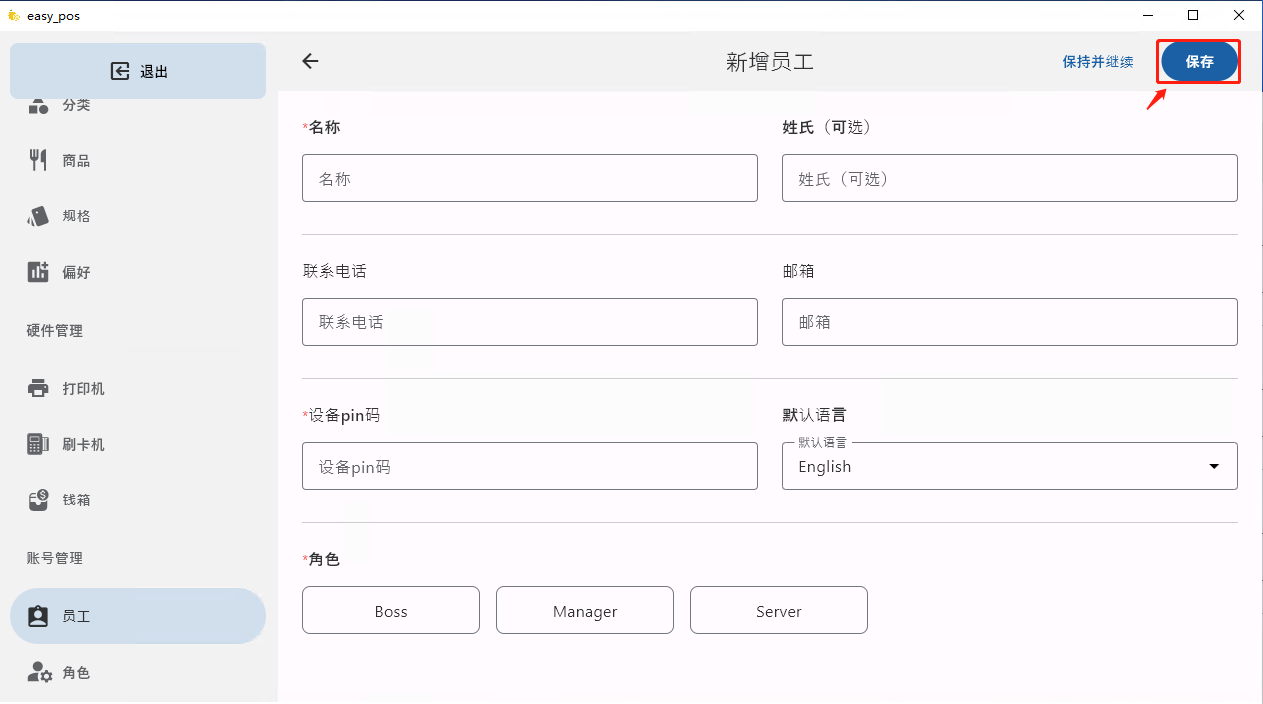 easy_pos
退出
分类
商品
规格
偏好
硬件管理
打印机
刷卡机
钱箱
账号管理
员工
角色
新增员工
保持并继续
保存
*名称
姓氏（可选）
名称
姓氏（可选）
联系电话
邮箱
联系电话
邮箱
*设备pin码
默认语言
设备pin码
默认语言
English
*角色
Boss
Manager
Server